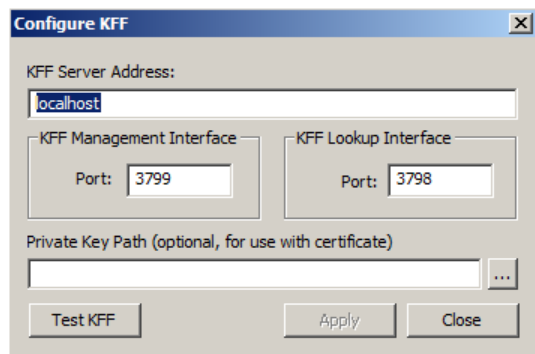 Configure KFF
KFF Server Address:
localhost
KFF Management Interface
KFF Lookup Interface
Port: 3799
Port: 3798
Private Key Path (optional, for use with certificate)
...
Test KFF
Apply
Close